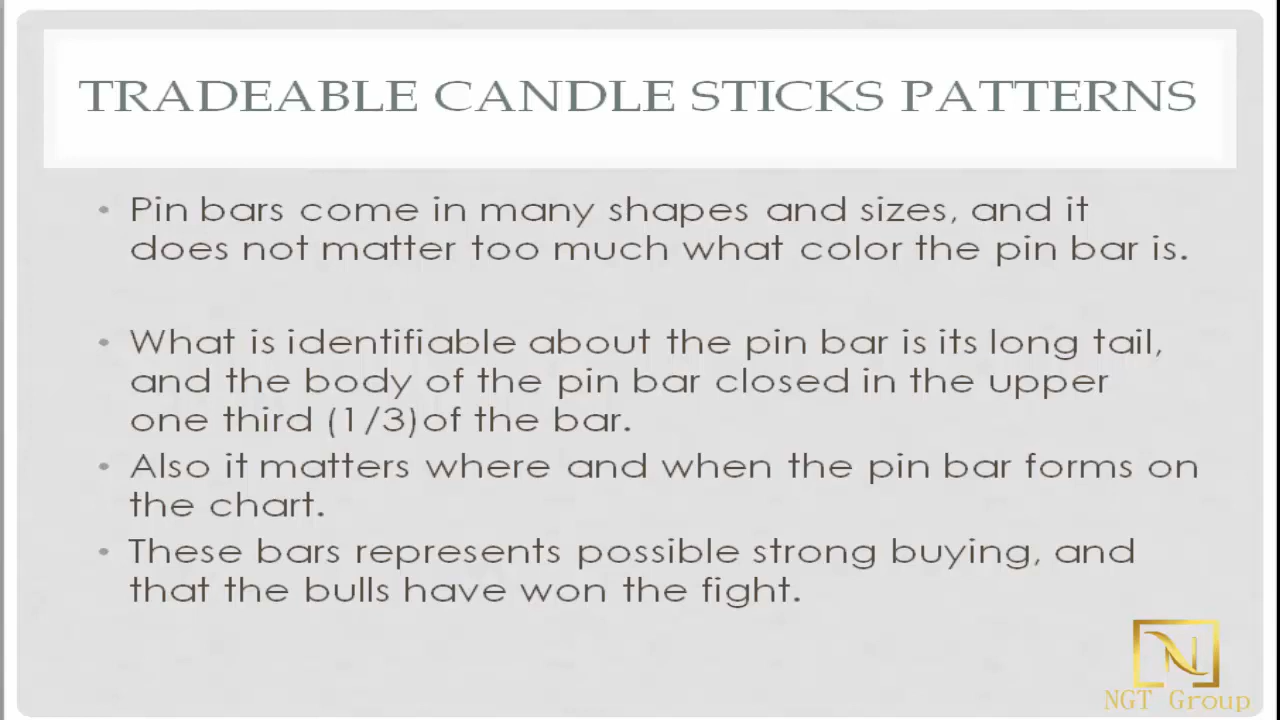 TRADEABLE CANDLE STICKS PATTERNS
• Pin bars come in many shapes and sizes, and it
does not matter too much what color the pin bar is.
• What is identifiable about the pin bar is its long tail,
and the body of the pin bar closed in the upper
one third (1/3)of the bar.
• Also it matters where and when the pin bar forms on
the chart.
• These bars represents possible strong buying, and
that the bulls have won the fight.
N
NGT Group